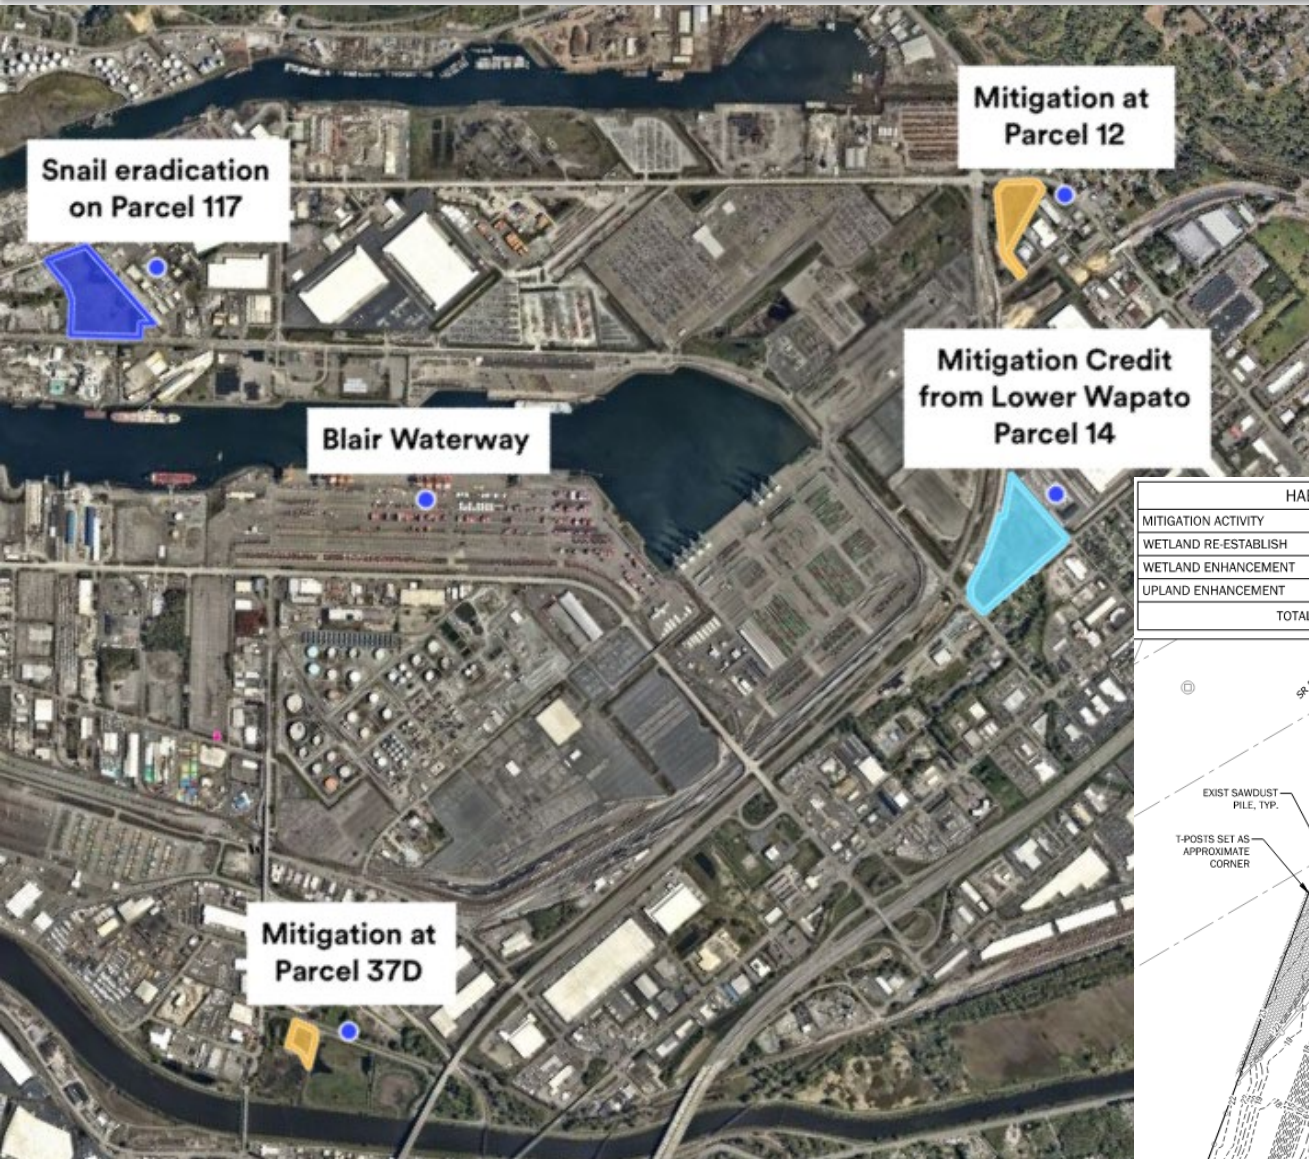 Mitigation at
Parcel 12
Snail eradication
on Parcel 117
Mitigation Credit
from Lower Wapato
Parcel 14
Blair Waterway
MITIGATION ACTIVITY
WETLAND RE-ESTABLISH
WETLAND ENHANCEMENT
UPLAND ENHANCEMENT
SR
EXIST SAWDUST
PILE, TYP.
T-POSTS SET AS
APPROXIMATE
CORNER
Mitigation at
Parcel 37D